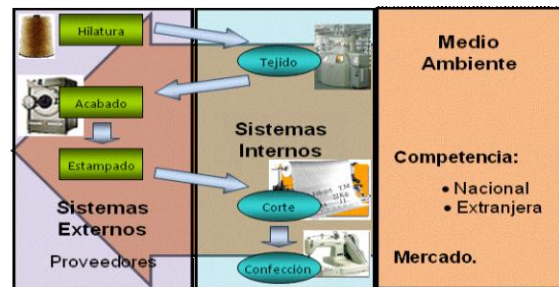 Hilatura
Tejido
Acabado
Estampado
Sistemas
Externos
Proveedores
Sistemas
Internos
Corte
Confección
Medio
Ambiente
Competencia:
• Nacional
• Extranjera
Mercado.